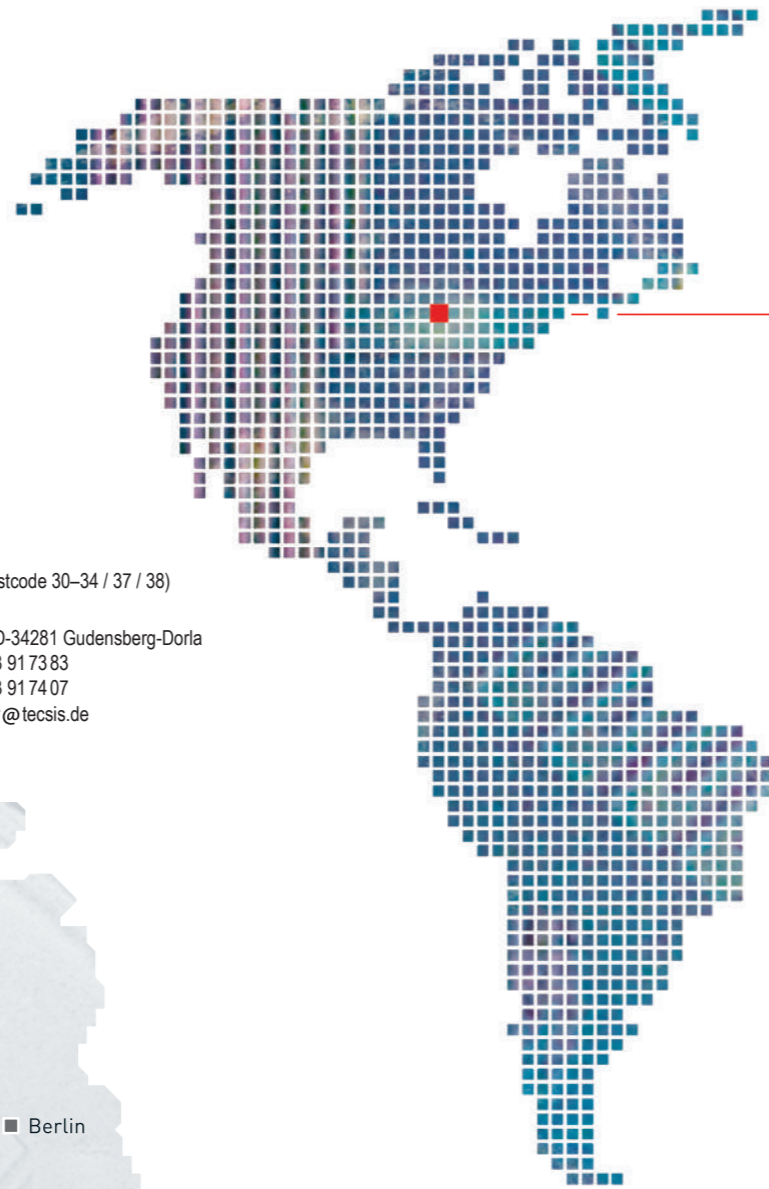 stcode 30–34 / 37 / 38)
D-34281 Gudensberg-Dorla
3 91 73 83
3 91 74 07
@tecsis.de
Berlin